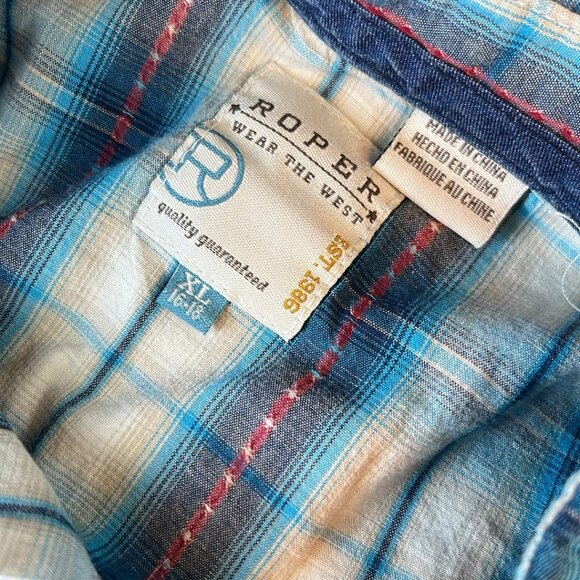 ROPER
WEAR THE WEST
R
quality guaranteed
EST. 1986
XL
16-18
MADE IN CHINA
HECHO EN CHINA
FABRIQUE AU CHINE